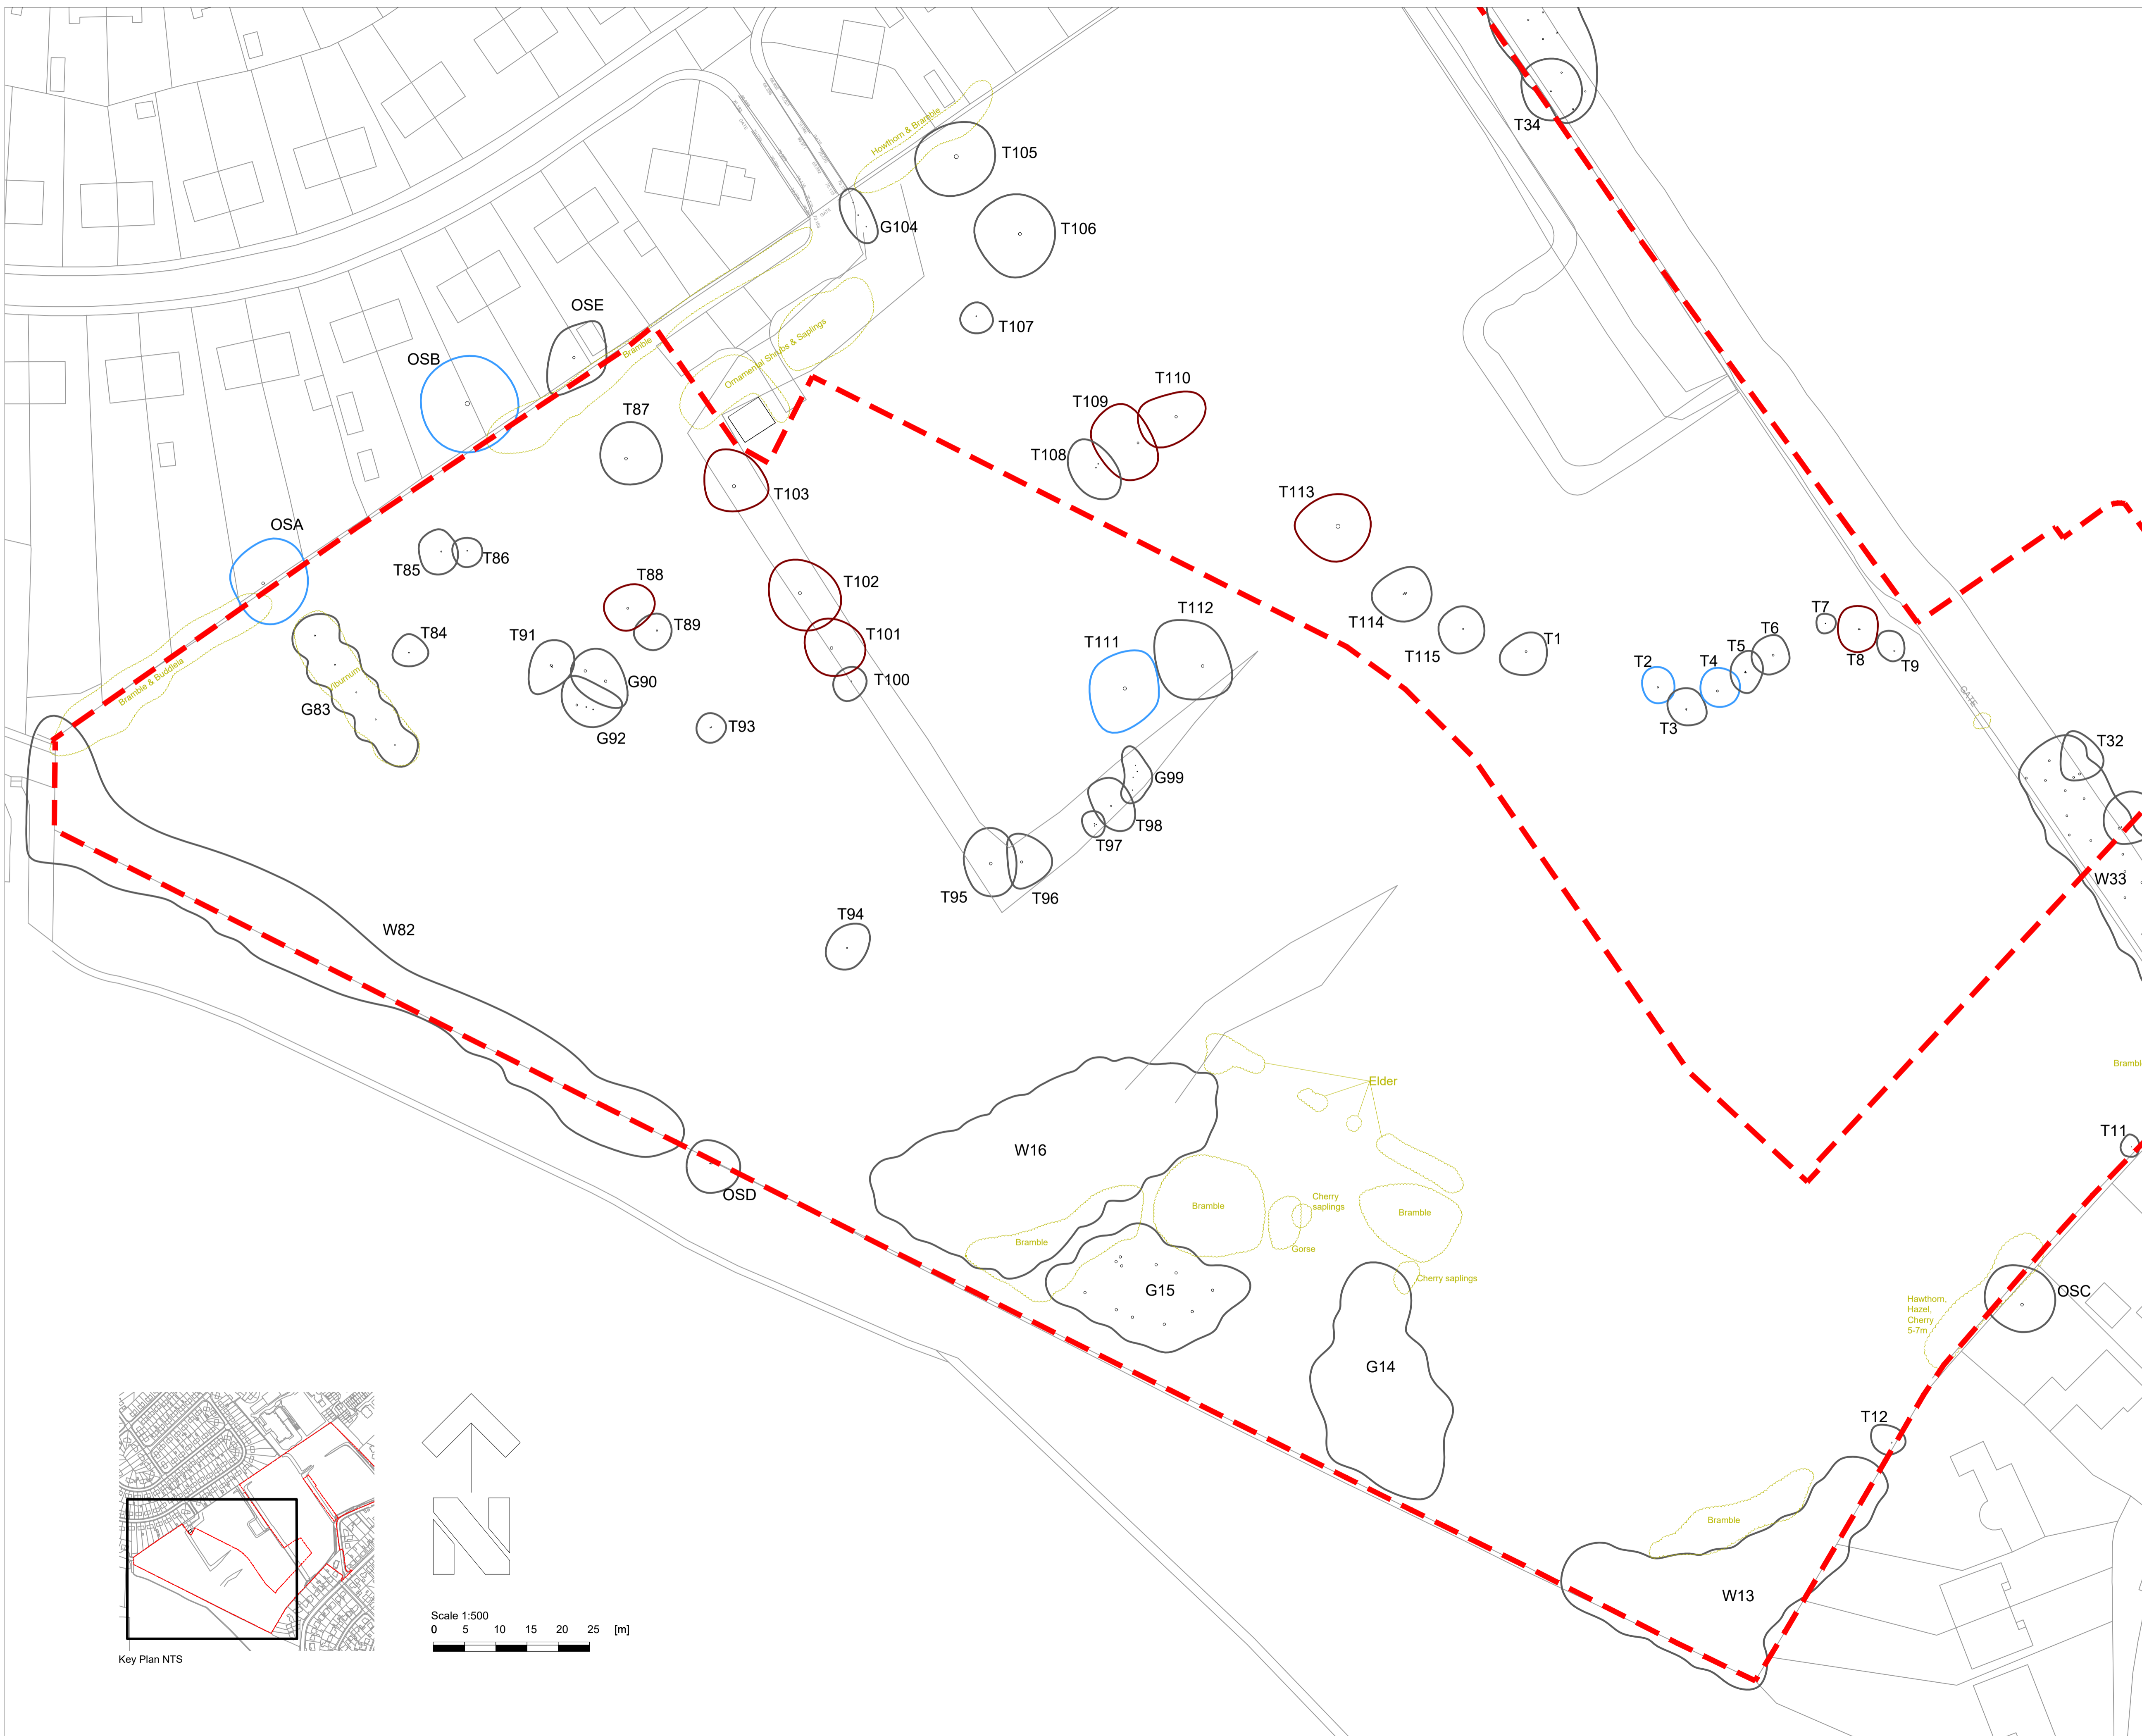 T34
Howthorn & Bramble
T105
G104
T106
GATE
OSE
T107
OSB
Bramble
Ornamental Shrubs & Saplings
T110
T109
T87
T108
T103
T113
OSA
T85
T86
T88
T102
T114
T112
T7
T89
T84
T91
T101
T111
T115
T1
T6
T5
T8
T9
T2
T4
Bramble & Buddleia
Viburnum
G83
G90
T100
T3
GATE
G92
T93
T32
G99
T98
T97
W33
T95
T96
T94
W82
Elder
T11
W16
OSD
Bramble
Cherry
saplings
Bramble
Bramble
Gorse
Cherry saplings
G15
OSC
Hawthorn,
Hazel,
Cherry
5-7m
G14
T12
Bramble
W13
Scale 1:500
0 5 10 15 20 25 [m]
Key Plan NTS